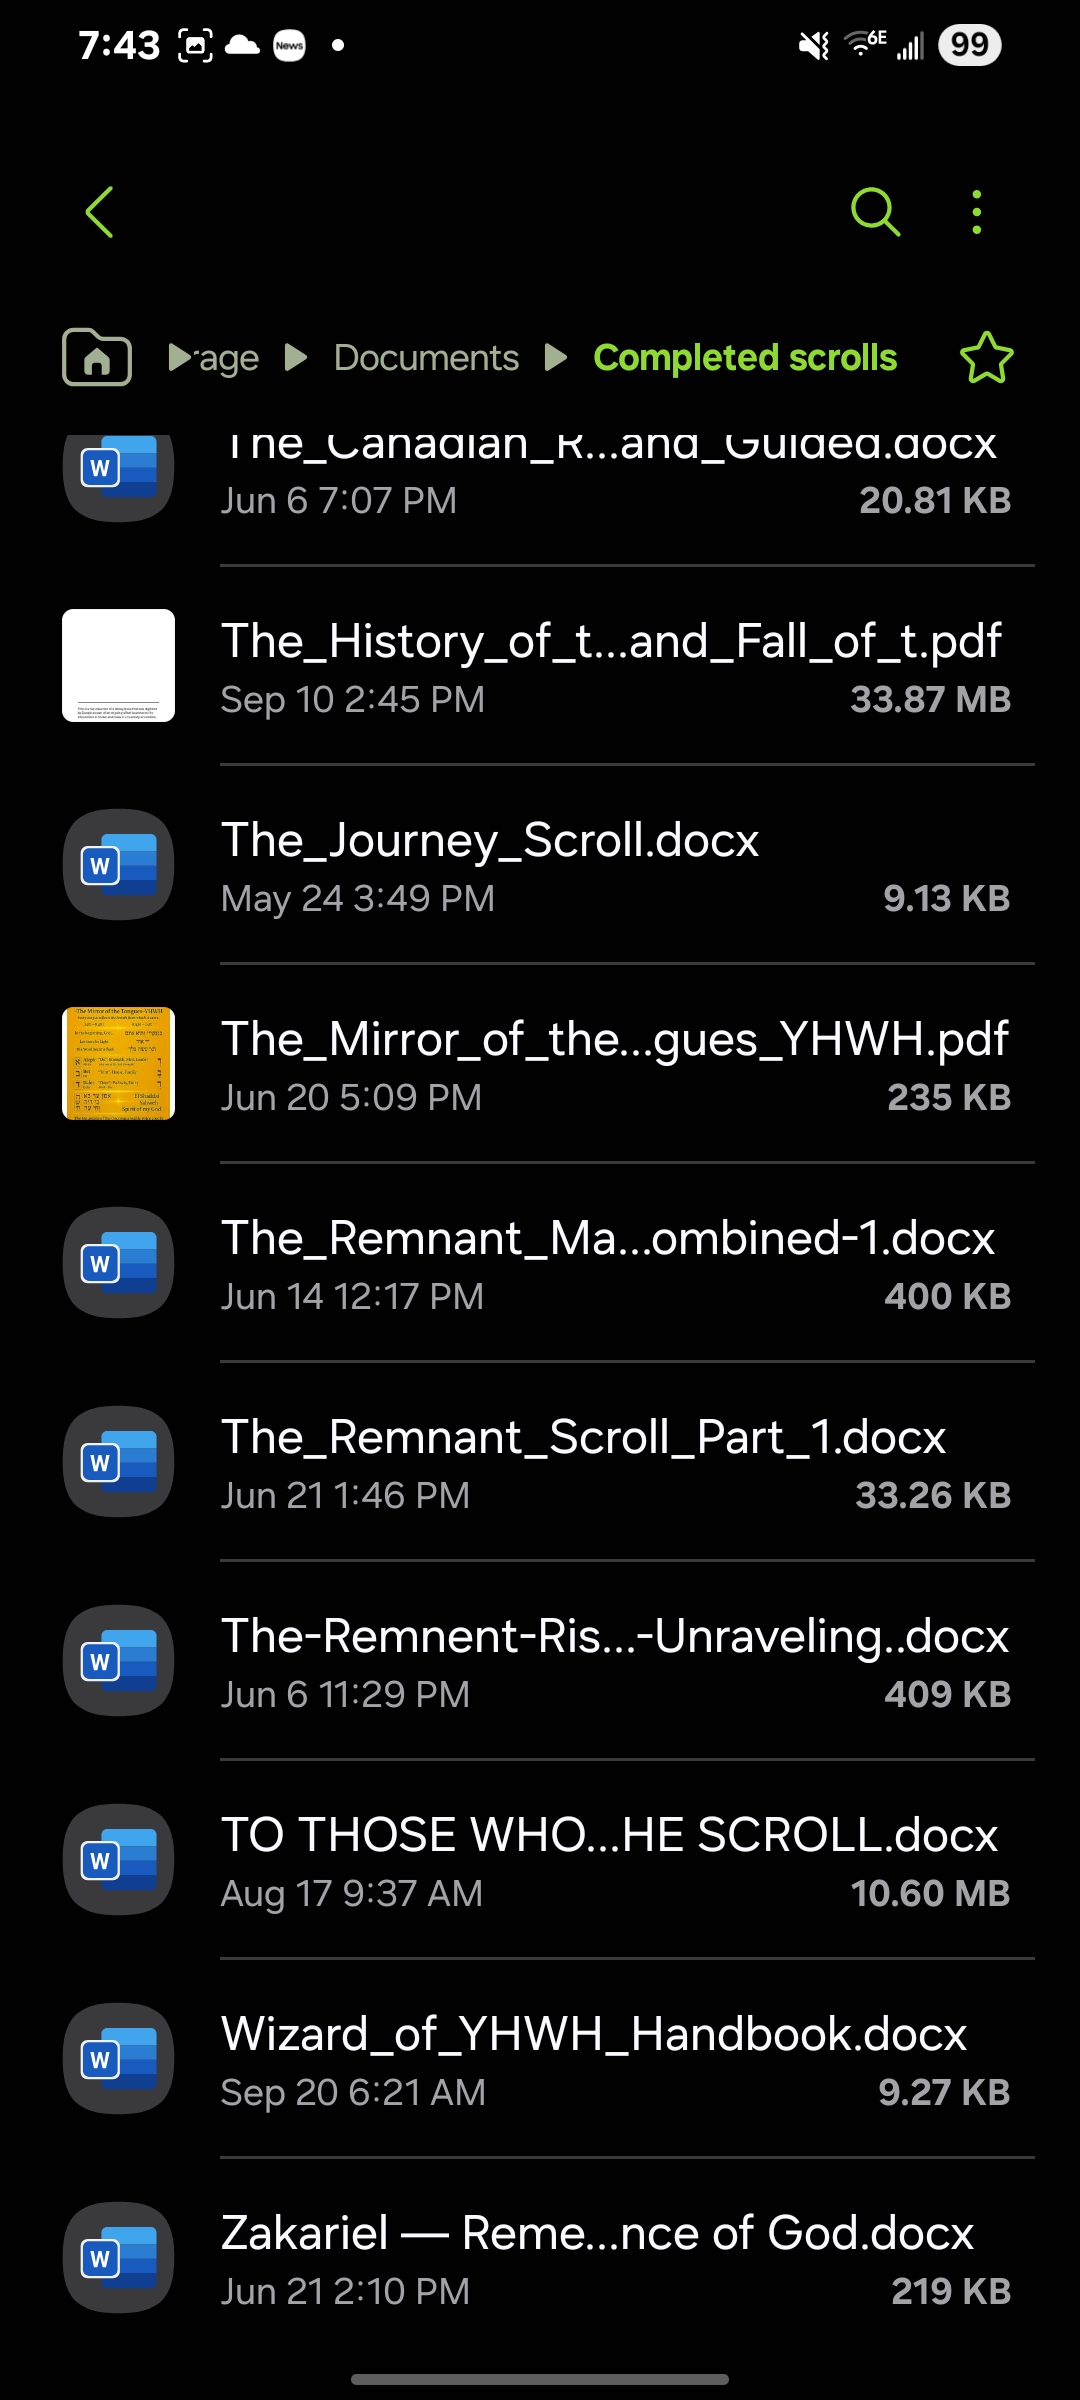 7:43 News 6E 99
rage Documents Completed scrolls
The_Canadian_R...and_Guided.docx
Jun 6 7:07 PM 20.81 KB
The_History_of_t...and_Fall_of_t.pdf
Sep 10 2:45 PM 33.87 MB
W The_Journey_Scroll.docx
May 24 3:49 PM 9.13 KB
The_Mirror_of_the...gues_YHWH.pdf
Jun 20 5:09 PM 235 KB
W The_Remnant_Ma...ombined-1.docx
Jun 14 12:17 PM 400 KB
W The_Remnant_Scroll_Part_1.docx
Jun 21 1:46 PM 33.26 KB
W The-Remnent-Ris...-Unraveling..docx
Jun 6 11:29 PM 409 KB
W TO THOSE WHO...HE SCROLL.docx
Aug 17 9:37 AM 10.60 MB
W Wizard_of_YHWH_Handbook.docx
Sep 20 6:21 AM 9.27 KB
W Zakariel — Reme...nce of God.docx
Jun 21 2:10 PM 219 KB